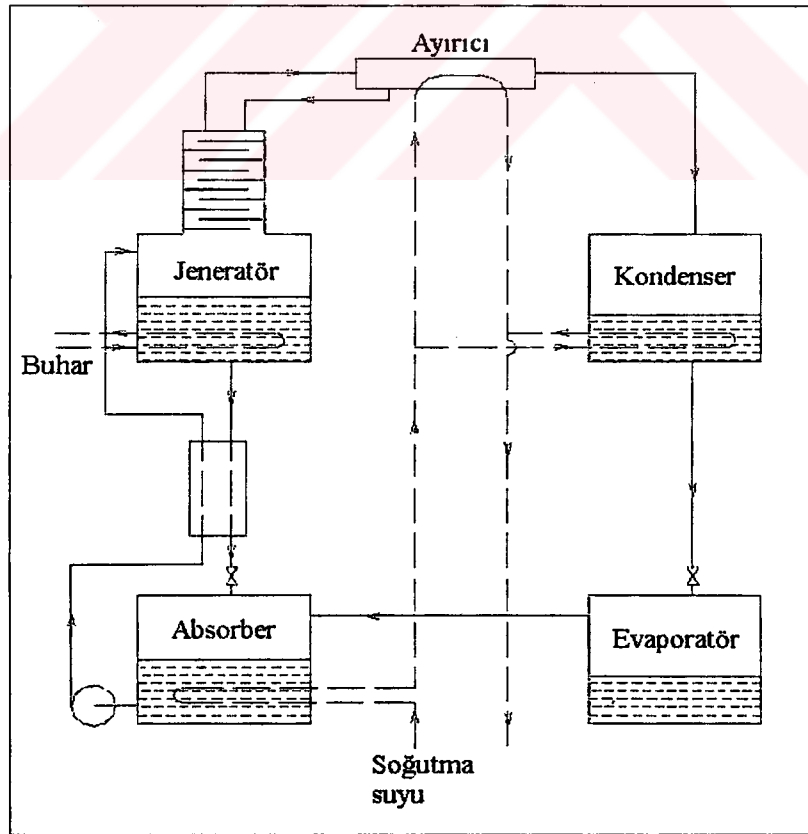 Ayırıcı
Jeneratör
Kondenser
Buhar
Absorber
Evaporatör
Soğutma
suyu